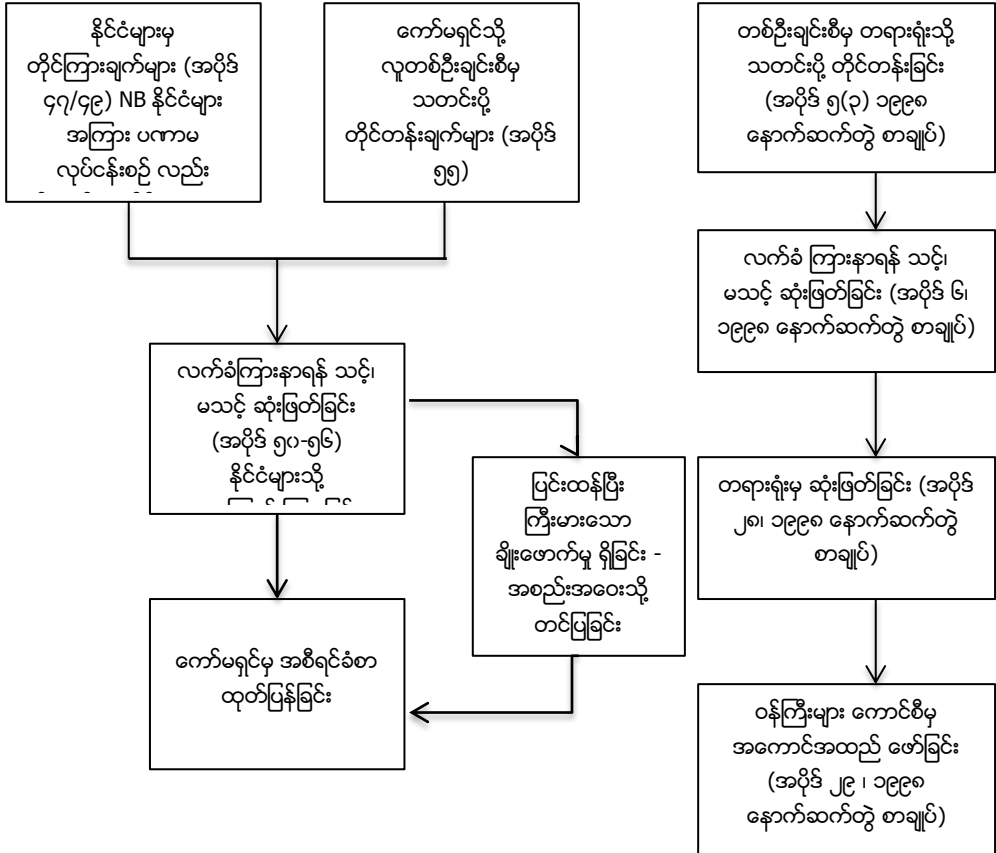 နိုင်ငံများမှ
တိုင်ကြားချက်များ (အပိုဒ်
၄၇/၄၉) NB နိုင်ငံများ
အကြား ပဏာမ
လုပ်ငန်းစဉ် လည်း
ကော်မရှင်သို့
လူတစ်ဦးချင်းစီမှ
သတင်းပို့
တိုင်တန်းချက်များ (အပိုဒ်
၅၅)
တစ်ဦးချင်းစီမှ တရားရုံးသို့
သတင်းပို့ တိုင်တန်းခြင်း
(အပိုဒ် ၅(၃) ၁၉၉၈
နောက်ဆက်တွဲ စာချုပ်)
လက်ခံ ကြားနာရန် သင့်၊
မသင့် ဆုံးဖြတ်ခြင်း (အပိုဒ် ၆၊
၁၉၉၈ နောက်ဆက်တွဲ စာချုပ်)
လက်ခံကြားနာရန် သင့်၊
မသင့် ဆုံးဖြတ်ခြင်း
(အပိုဒ် ၅၀-၅၆)
နိုင်ငံများသို့
ပြင်းထန်ပြီး
ကြီးမားသော
ချိုးဖောက်မှု ရှိခြင်း -
အစည်းအဝေးသို့
တင်ပြခြင်း
တရားရုံးမှ ဆုံးဖြတ်ခြင်း (အပိုဒ်
၂၈၊ ၁၉၉၈ နောက်ဆက်တွဲ
စာချုပ်)
ကော်မရှင်မှ အစီရင်ခံစာ
ထုတ်ပြန်ခြင်း
ဝန်ကြီးများ ကောင်စီမှ
အကောင်အထည် ဖော်ခြင်း
(အပိုဒ် ၂၉ ၊ ၁၉၉၈
နောက်ဆက်တွဲ စာချုပ်)